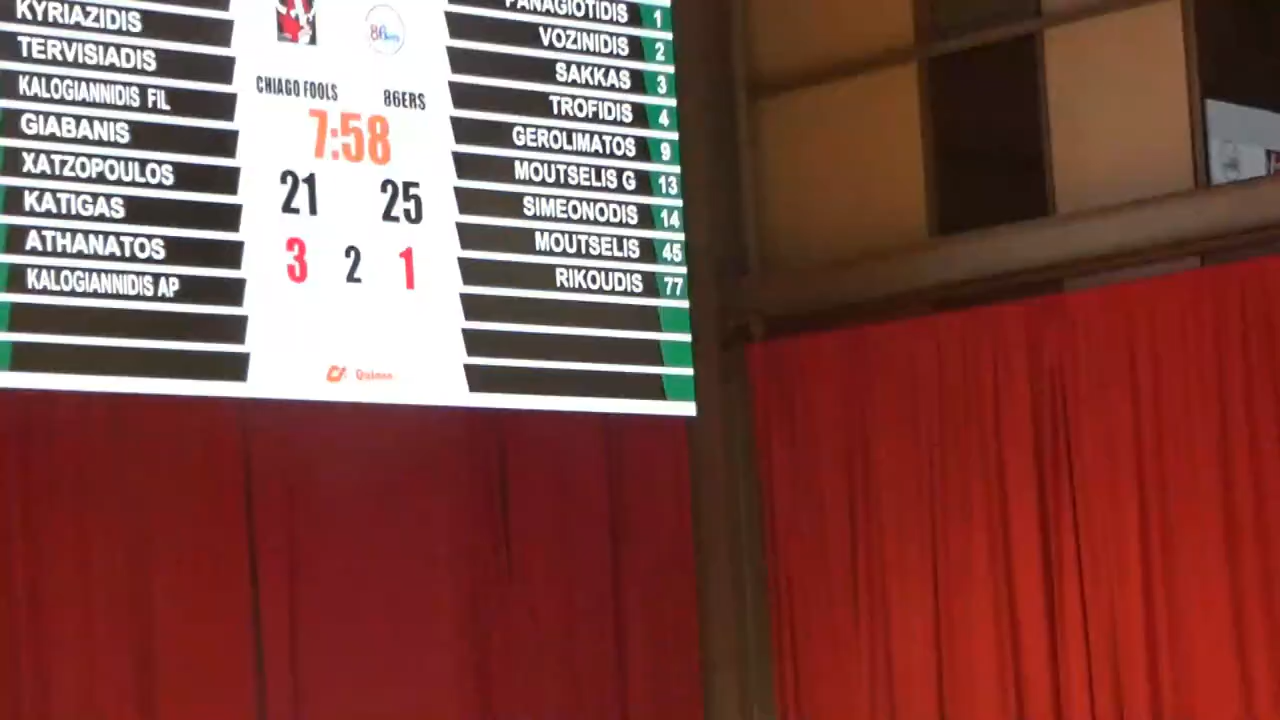 KYRIAZIDIS
TERVISIADIS
KALOGIANNIDIS FIL
GIABANIS
XATZOPOULOS
KATIGAS
ATHANATOS
KALOGIANNIDIS AP
86ers
CHIAGO FOOLS 86ERS
7:58
21 25
3 2 1
PANAGIOTIDIS 1
VOZINIDIS 2
SAKKAS 3
TROFIDIS 4
GEROLIMATOS 9
MOUTSELIS G 13
SIMEONODIS 14
MOUTSELIS 45
RIKOUDIS 77